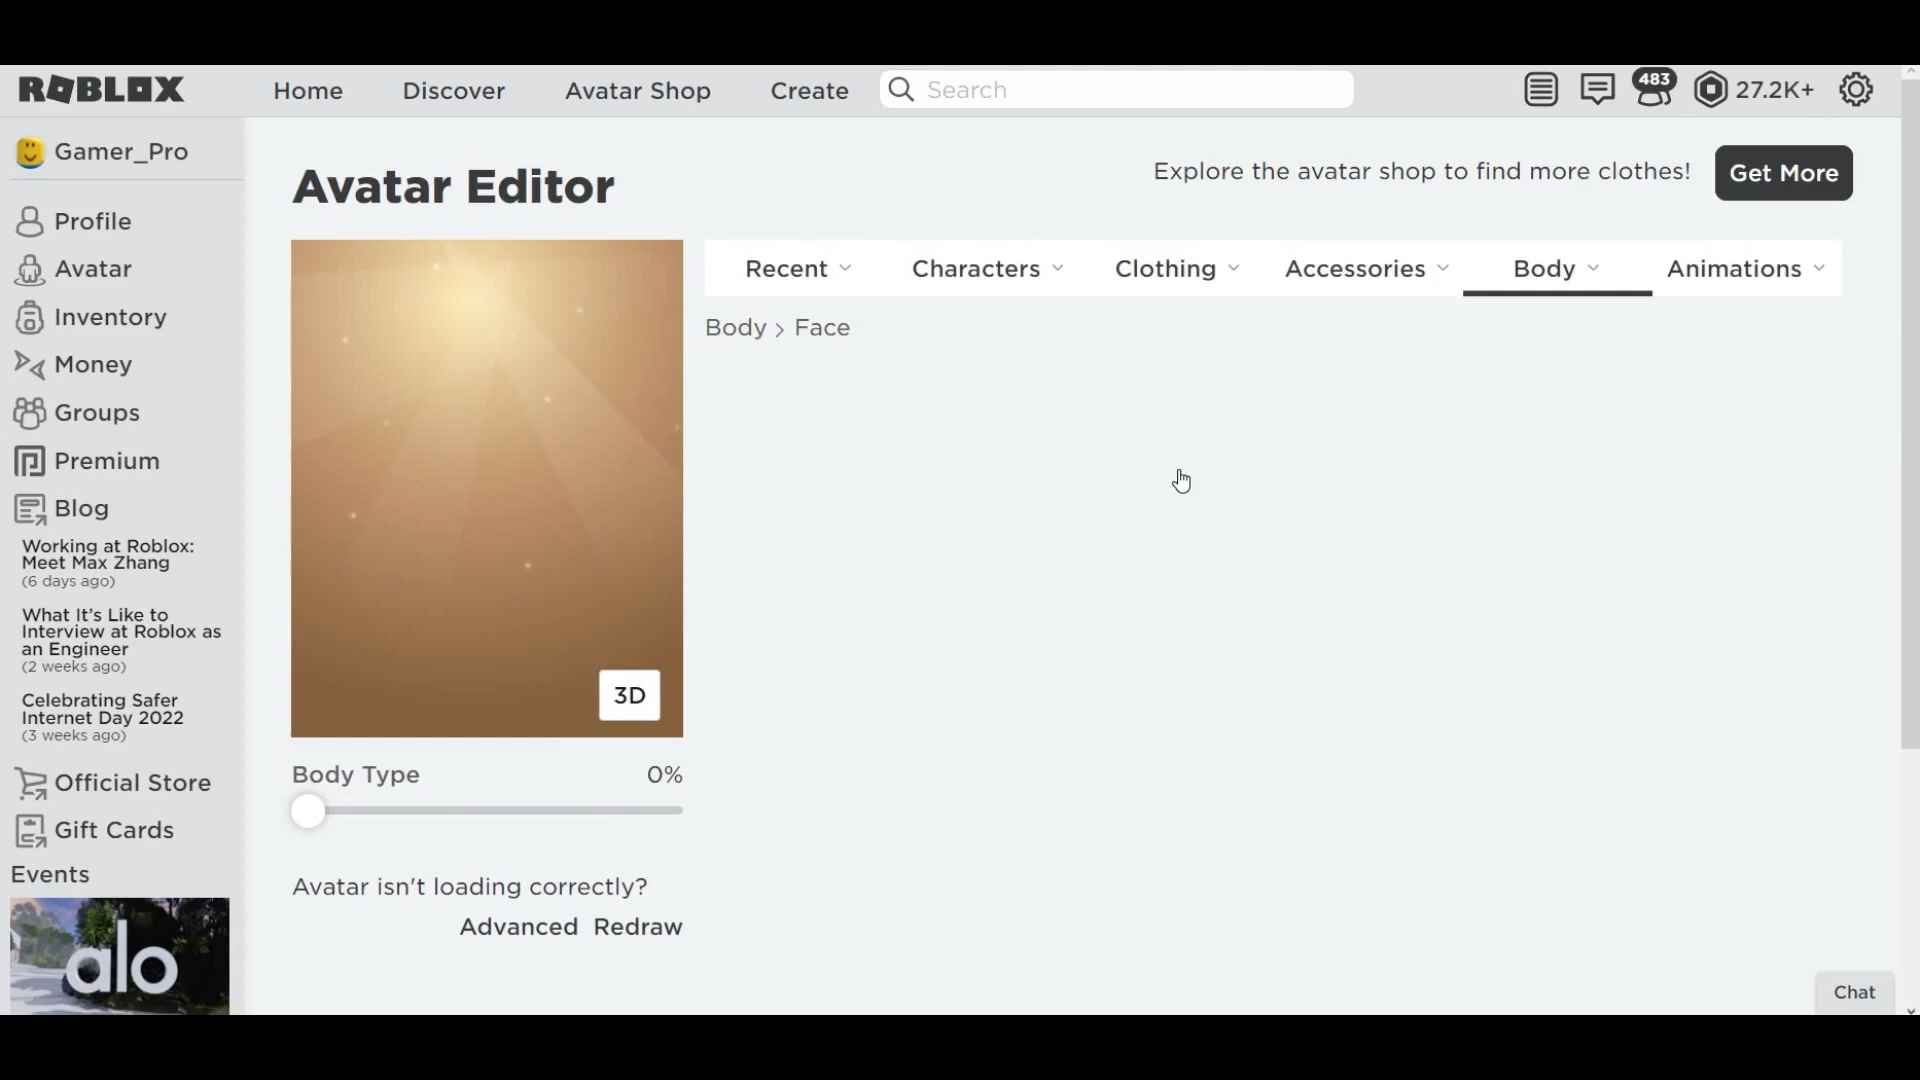 ROBLOX
Home
Discover
Avatar Shop
Create
Search
483
27.2K+
Gamer_Pro
Profile
Avatar
Inventory
Money
Groups
Premium
Blog
Working at Roblox:
Meet Max Zhang
(6 days ago)
What It's Like to
Interview at Roblox as
an Engineer
(2 weeks ago)
Celebrating Safer
Internet Day 2022
(3 weeks ago)
Official Store
Gift Cards
Events
alo
Avatar Editor
Explore the avatar shop to find more clothes!
Get More
Recent
Characters
Clothing
Accessories
Body
Animations
Body > Face
3D
Body Type 0%
Avatar isn't loading correctly?
Advanced Redraw
Chat